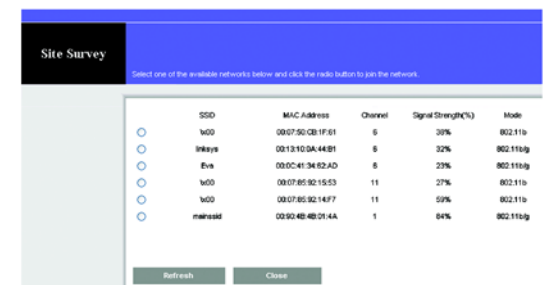 Site Survey
Select one of the available networks below and click the radio button to join the network.
SSID MAC Address Channel Signal Strength(%) Mode
\x00 00:07:50:CB:1F:61 6 38% 802.11b
linksys 00:13:10:0A:44:B1 6 32% 802.11b/g
Eva 00:0C:41:34:62:AD 6 23% 802.11b/g
\x00 00:07:85:92:15:53 11 27% 802.11b
\x00 00:07:85:92:14:F7 11 59% 802.11b
mainssid 00:90:4B:4B:01:4A 1 84% 802.11b/g
Refresh Close